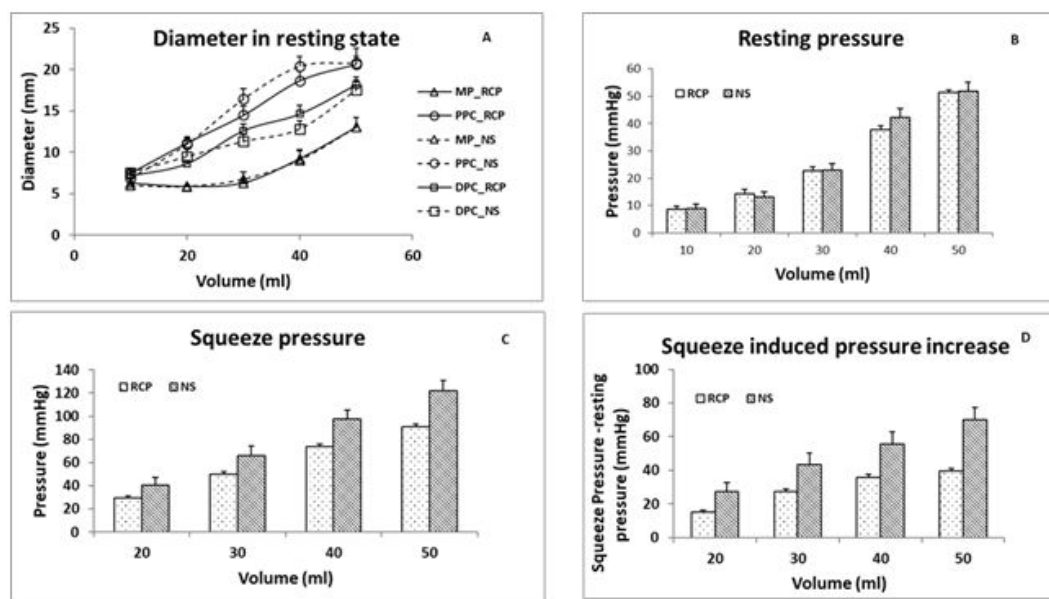 Diameter in resting state
A
25
20
15
10
5
0
Diameter (mm)
0 20 40 60
Volume (ml)
MP_RCP
PPC_RCP
MP_NS
PPC_NS
DPC_RCP
DPC_NS
Resting pressure
B
60
50
40
30
20
10
0
Pressure (mmHg)
RCP NS
10 20 30 40 50
Volume (ml)
Squeeze pressure
C
140
120
100
80
60
40
20
0
Pressure (mmHg)
RCP NS
20 30 40 50
Volume (ml)
Squeeze induced pressure increase
D
100
80
60
40
20
0
Squeeze Pressure -resting
pressure (mmHg)
RCP NS
20 30 40 50
Volume (ml)